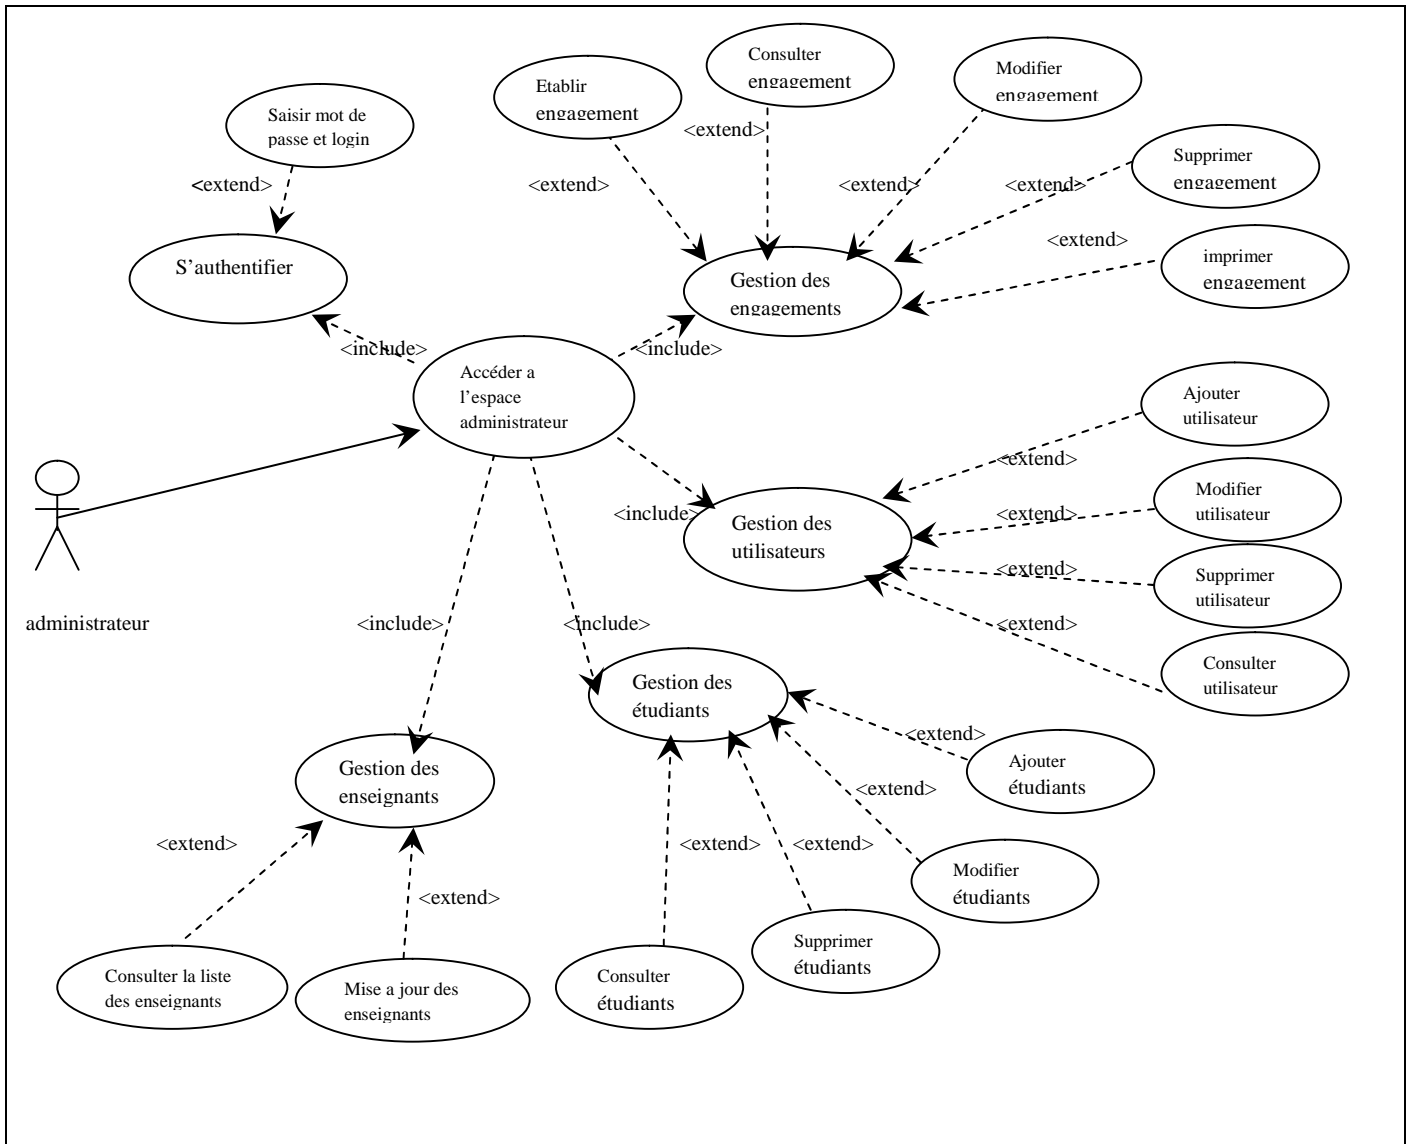 Consulter
engagement
Modifier
engagement
Etablir
engagement
Saisir mot de
passe et login
<extend>
Supprimer
engagement
<extend>
<extend>
<extend>
<extend>
<extend>
imprimer
engagement
S'authentifier
Gestion des
engagements
<include>
<include>
Accéder a
l'espace
administrateur
Ajouter
utilisateur
<extend>
Modifier
utilisateur
<include>
<extend>
Gestion des
utilisateurs
<extend>
Supprimer
utilisateur
administrateur
<include>
<include>
<extend>
Consulter
utilisateur
Gestion des
étudiants
<extend>
Ajouter
étudiants
Gestion des
enseignants
<extend>
<extend>
<extend>
<extend>
Modifier
étudiants
<extend>
Supprimer
étudiants
Consulter la liste
des enseignants
Mise a jour des
enseignants
Consulter
étudiants